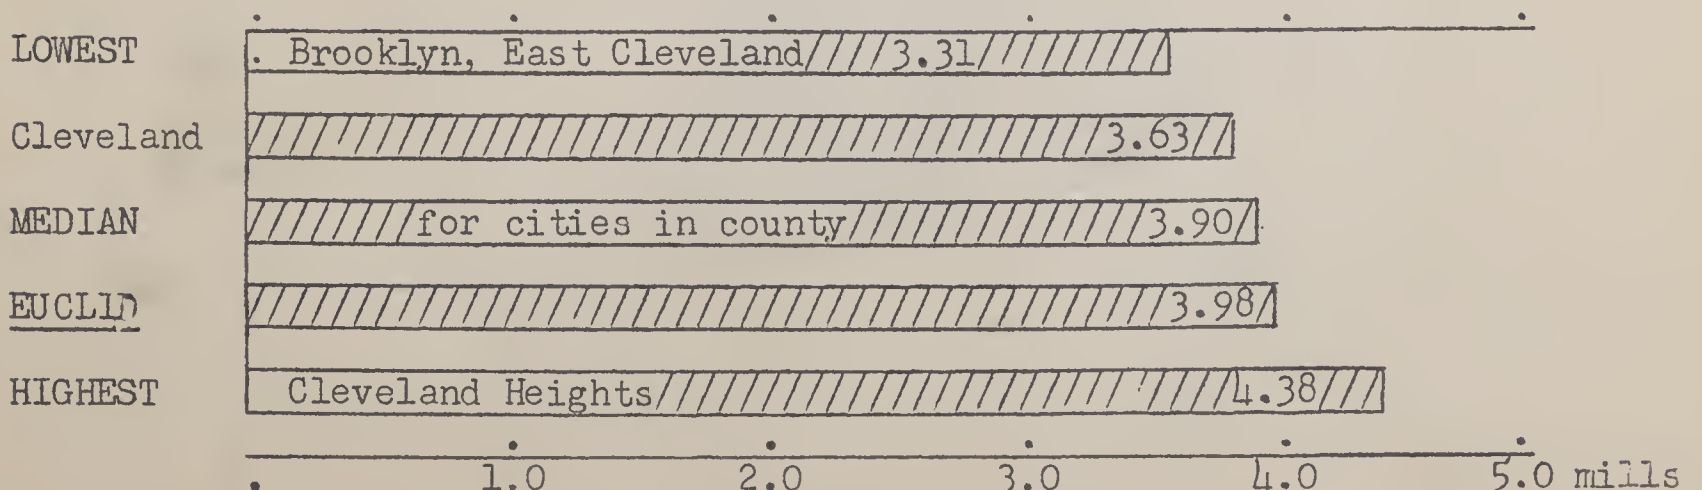 LOWEST . Brooklyn, East Cleveland////3.31/////////
Cleveland 3.63
MEDIAN for cities in county 3.90
EUCLID 3.98
HIGHEST Cleveland Heights 4.38
1.0 2.0 3.0 4.0 5.0 mills